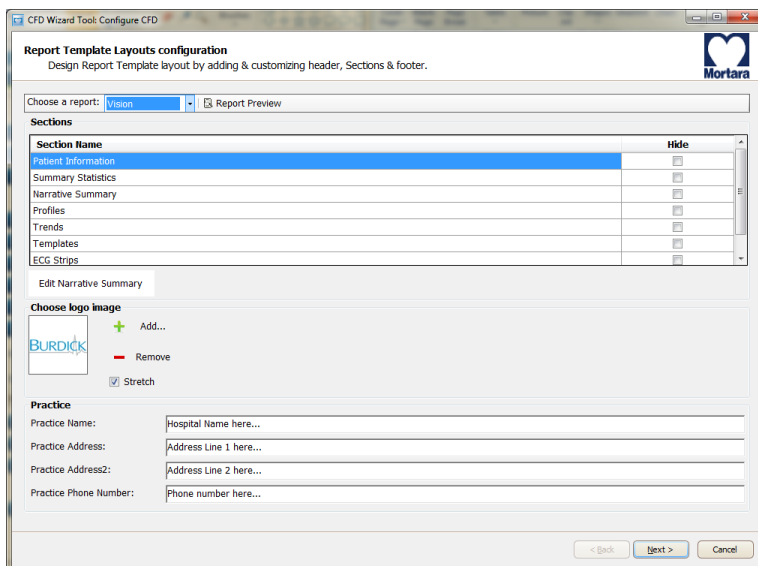 CFD Wizard Tool: Configure CFD
Report Template Layouts configuration
Design Report Template layout by adding & customizing header, Sections & footer.
Mortara
Choose a report: Vision Report Preview
Sections
Section Name Hide
Patient Information
Summary Statistics
Narrative Summary
Profiles
Trends
Templates
ECG Strips
Edit Narrative Summary
Choose logo image
BURDICK
Add...
Remove
Stretch
Practice
Practice Name: Hospital Name here...
Practice Address: Address Line 1 here...
Practice Address2: Address Line 2 here...
Practice Phone Number: Phone number here...
< Back Next > Cancel